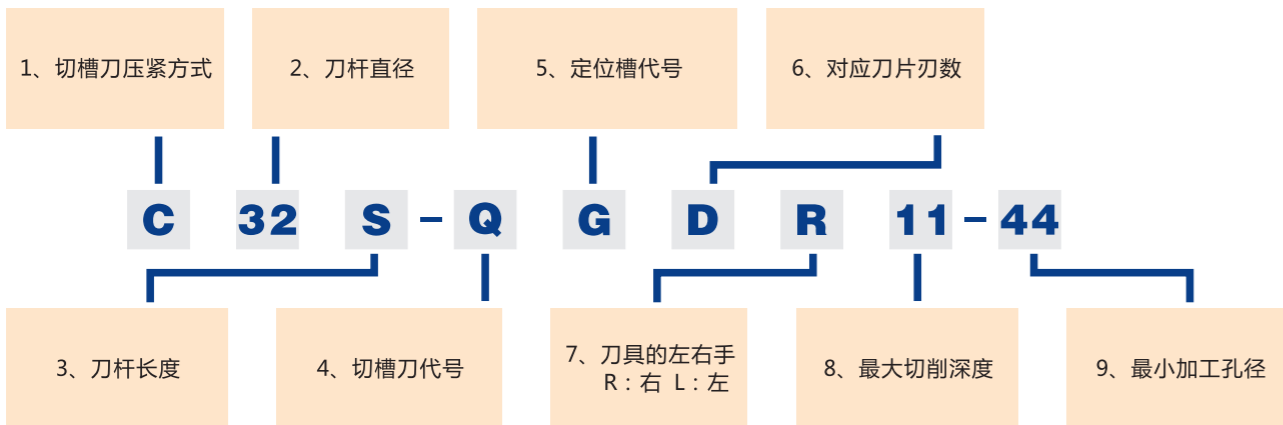 1、切槽刀压紧方式
2、刀杆直径
5、定位槽代号
6、对应刀片刃数
C 32 S - Q G D R 11 - 44
3、刀杆长度
4、切槽刀代号
7、刀具的左右手
R：右 L：左
8、最大切削深度
9、最小加工孔径